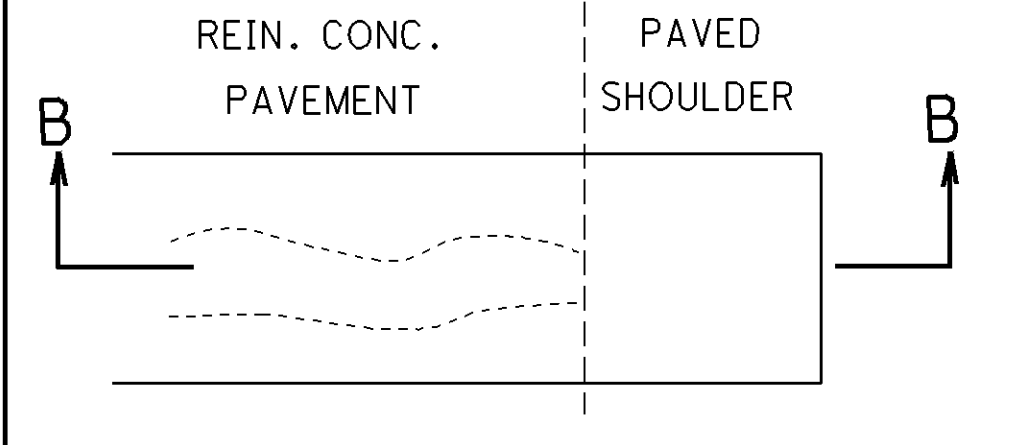 REIN. CONC.
PAVEMENT
PAVED
SHOULDER
B
B